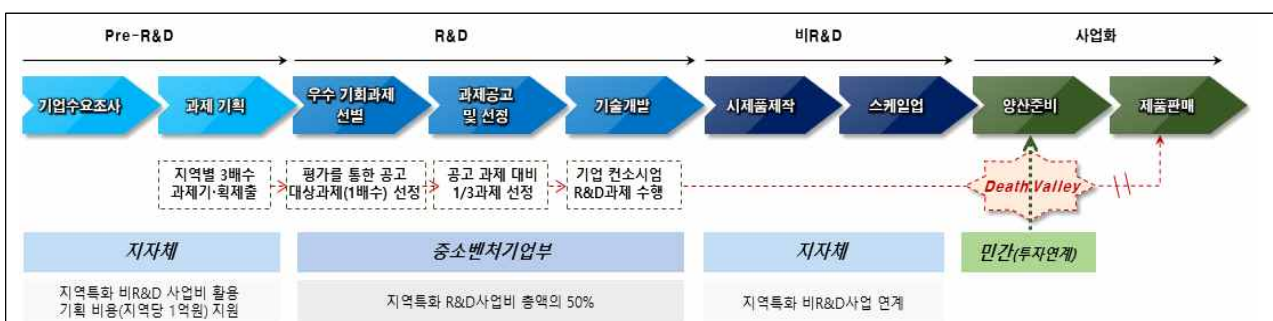 Pre-R&D
R&D
비R&D
사업화
기업수요조사
과제 기획
우수 기회과제
선별
과제공고
및 선정
기술개발
시제품제작
스케일업
양산준비
제품판매
지역별 3배수
과제기·획제출
평가를 통한 공고
대상과제(1배수) 선정
공고 과제 대비
1/3과제 선정
기업 컨소시업
R&D과제 수행
Death Valley
지자체
중소벤처기업부
지자체
민간(투자연계)
지역특화 비R&D 사업비 활용
기획 비용(지역당 1억원) 지원
지역특화 R&D사업비 총액의 50%
지역특화 비R&D사업 연계